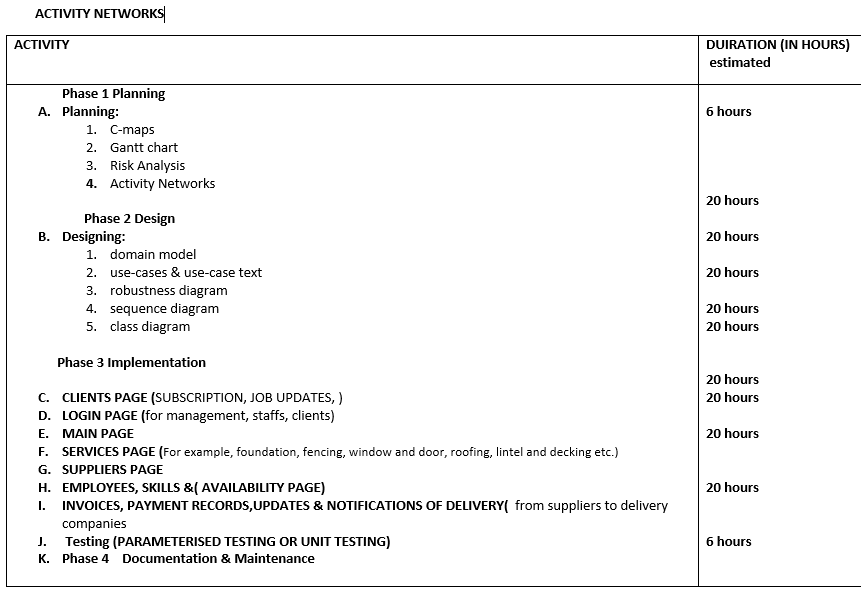 ACTIVITY NETWORKS
ACTIVITY DUIRATION (IN HOURS)
estimated
Phase 1 Planning
A. Planning: 6 hours
1. C-maps
2. Gantt chart
3. Risk Analysis
4. Activity Networks
20 hours
Phase 2 Design
B. Designing: 20 hours
1. domain model
2. use-cases & use-case text 20 hours
3. robustness diagram
4. sequence diagram 20 hours
5. class diagram 20 hours
Phase 3 Implementation
20 hours
C. CLIENTS PAGE (SUBSCRIPTION, JOB UPDATES, ) 20 hours
D. LOGIN PAGE (for management, staffs, clients)
E. MAIN PAGE 20 hours
F. SERVICES PAGE (For example, foundation, fencing, window and door, roofing, lintel and decking etc.)
G. SUPPLIERS PAGE
H. EMPLOYEES, SKILLS &( AVAILABILITY PAGE) 20 hours
I. INVOICES, PAYMENT RECORDS,UPDATES & NOTIFICATIONS OF DELIVERY( from suppliers to delivery
companies
J. Testing (PARAMETERISED TESTING OR UNIT TESTING) 6 hours
K. Phase 4 Documentation & Maintenance